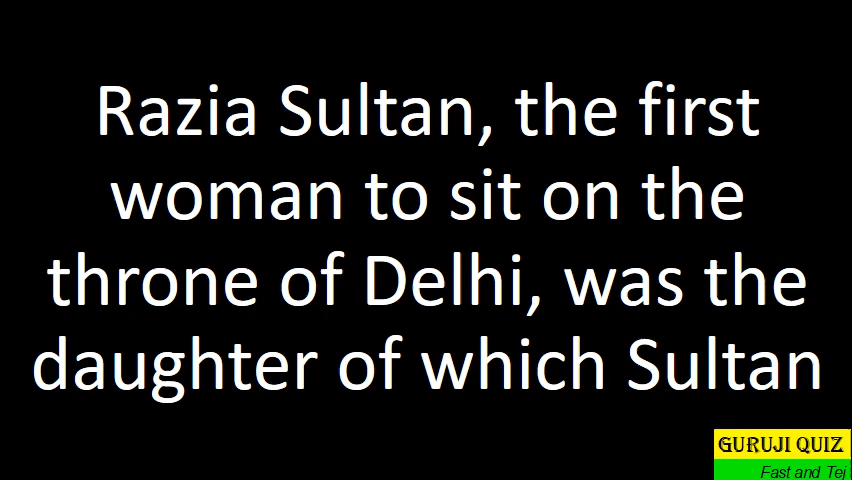 Razia Sultan, the first
woman to sit on the
throne of Delhi, was the
daughter of which Sultan
GURUJI QUIZ
Fast and Tej